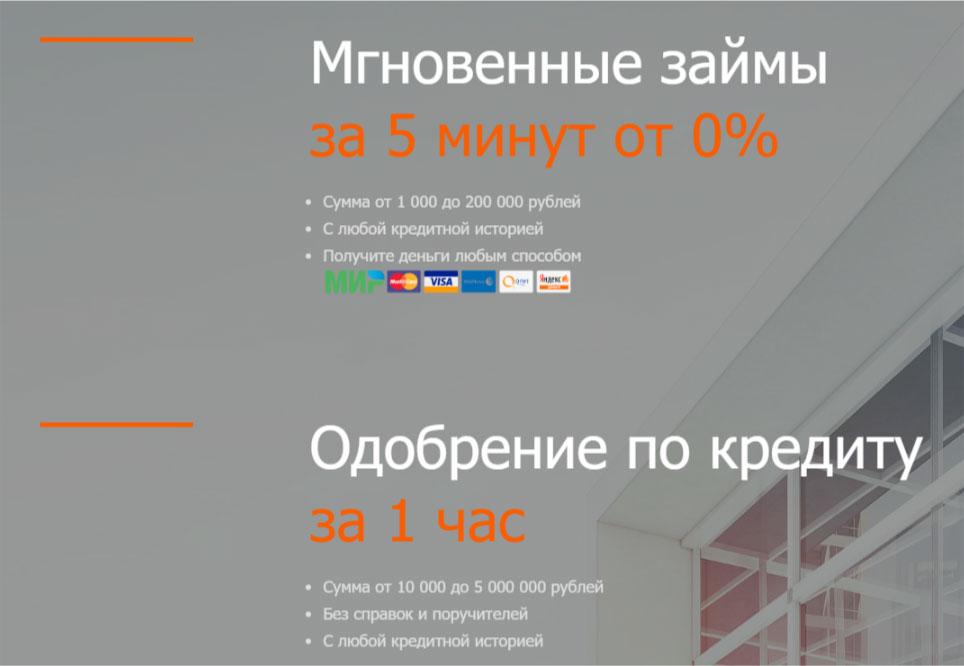 Мгновенные займы
за 5 минут от 0%
• Сумма от 1 000 до 200 000 рублей
• С любой кредитной историей
• Получите деньги любым способом
МИР MasterCard VISA Яндекс
Одобрение по кредиту
за 1 час
• Сумма от 10 000 до 5 000 000 рублей
• Без справок и поручителей
• С любой кредитной историей